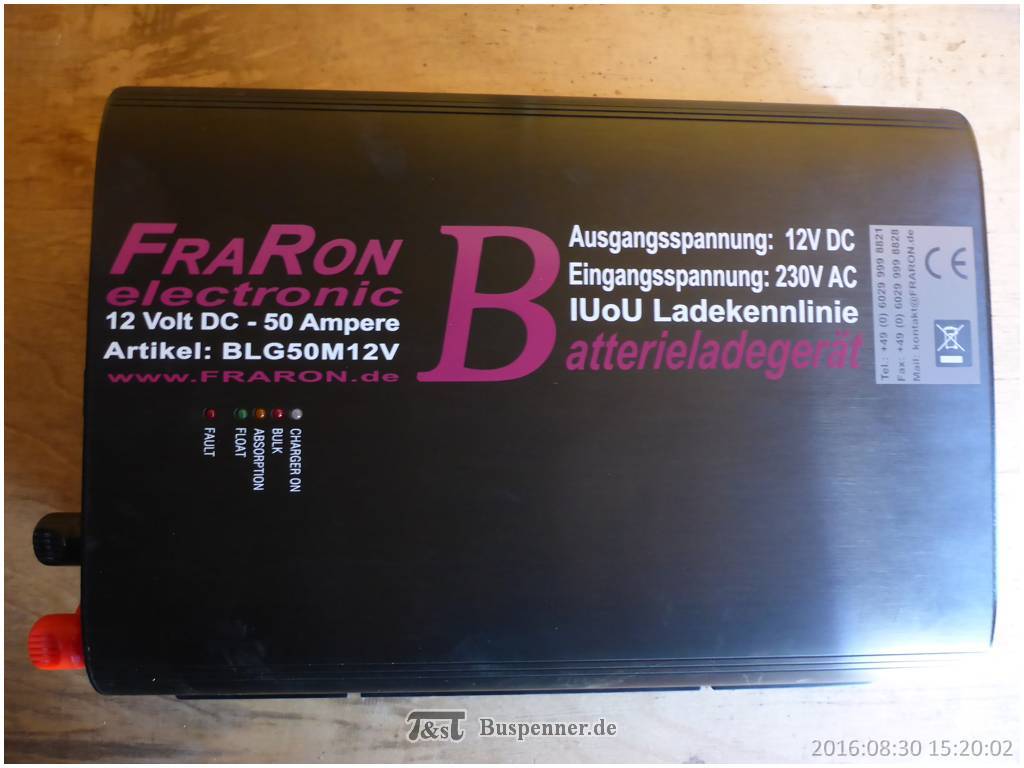 FRARON
electronic
12 Volt DC - 50 Ampere
Artikel: BLG50M12V
www.FRARON.de
B
Ausgangsspannung: 12V DC
Eingangsspannung: 230V AC
IUoU Ladekennlinie
atterieladegerät
Tel.: +49 (0) 6029 999 8821
Fax: +49 (0) 6029 999 8828
Mail: kontakt@FRARON.de
CE
CHARGER ON
BULK
ABSORPTION
FLOAT
FAULT
T&ST Buspenner.de
2016:08:30 15:20:02